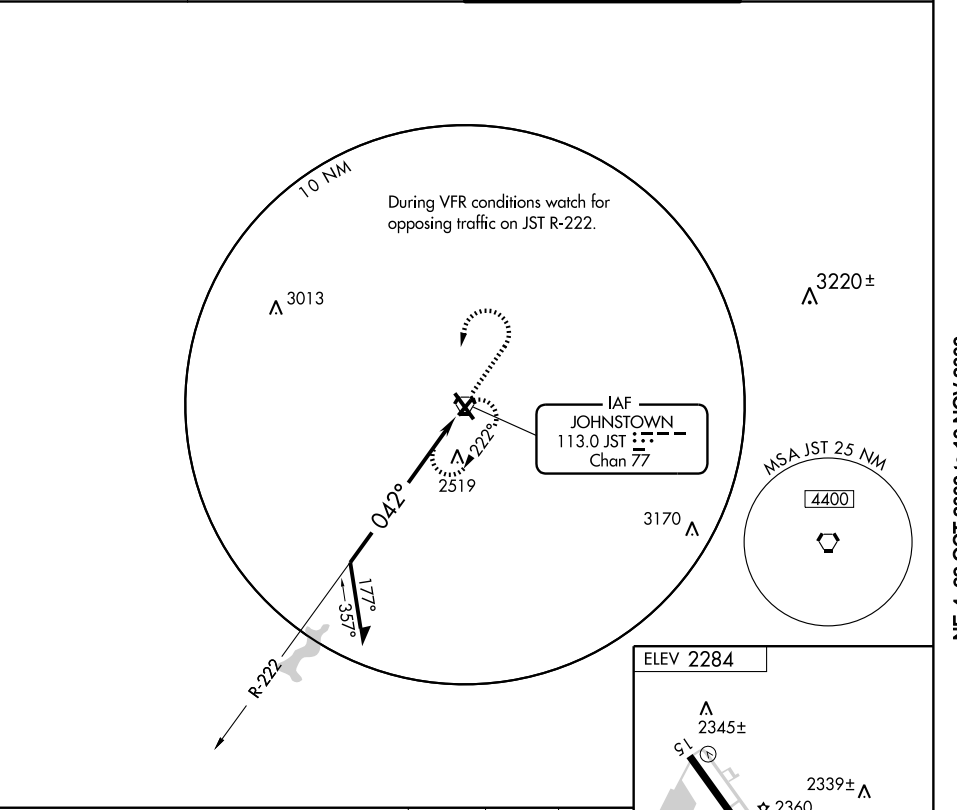 10 NM
During VFR conditions watch for
opposing traffic on JST R-222.
3013
3220±
IAF
JOHNSTOWN
113.0 JST
Chan 77
222°
2519
042°
3170
MSA JST 25 NM
4400
177°
357°
R-222
ELEV 2284
2345±
15
V
2339±
2360